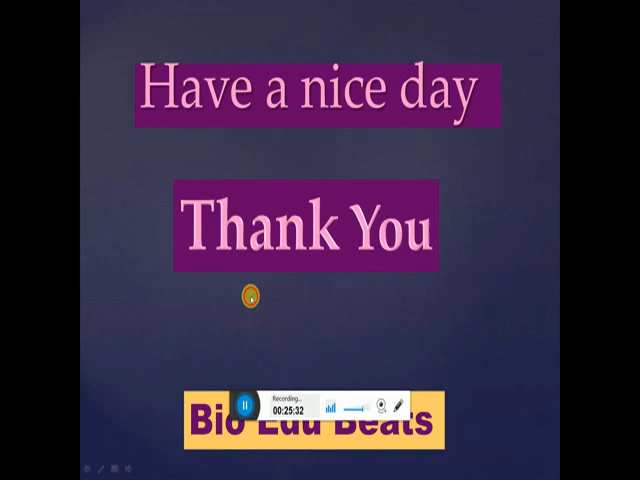 Have a nice day
Thank You
Recording...
00:25:32
Bio Edu Beats